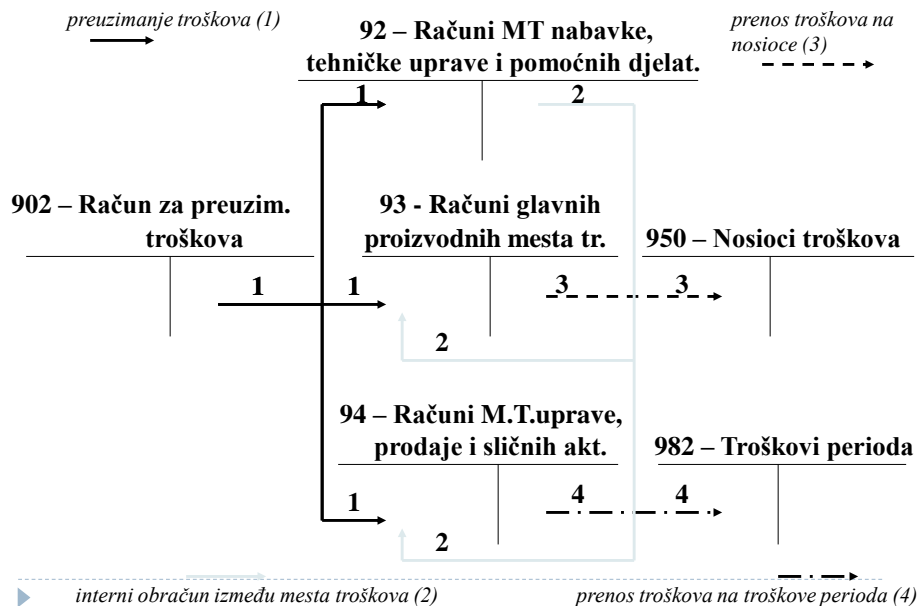 preuzimanje troškova (1)
92 – Računi MT nabavke,
tehničke uprave i pomoćnih djelat.
prenos troškova na
nosioce (3)
1
2
902 – Račun za preuzim.
troškova
93 - Računi glavnih
proizvodnih mesta tr.
950 – Nosioci troškova
1
1
3
3
2
94 – Računi M.T.uprave,
prodaje i sličnih akt.
982 – Troškovi perioda
1
4
4
2
interni obračun između mesta troškova (2)
prenos troškova na troškove perioda (4)